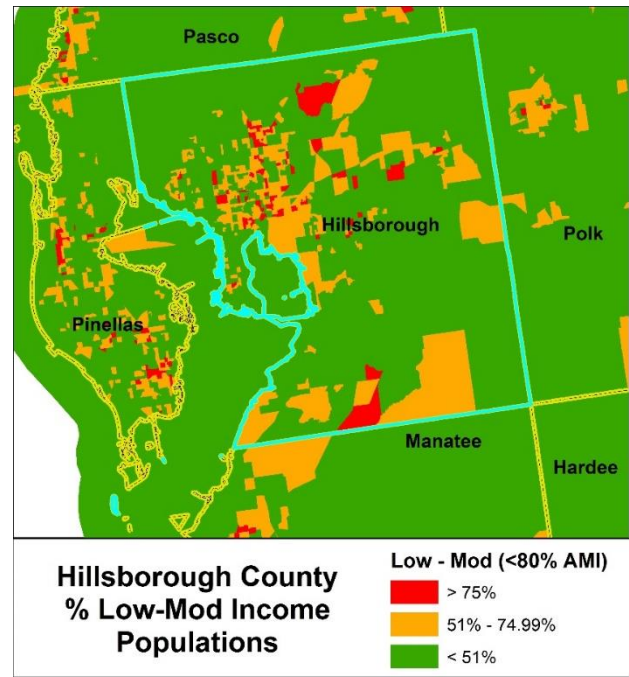 Pasco
Hillsborough
Polk
Pinellas
Manatee
Hardee
Hillsborough County
% Low-Mod Income
Populations
Low - Mod (<80% AMI)
> 75%
51% - 74.99%
< 51%